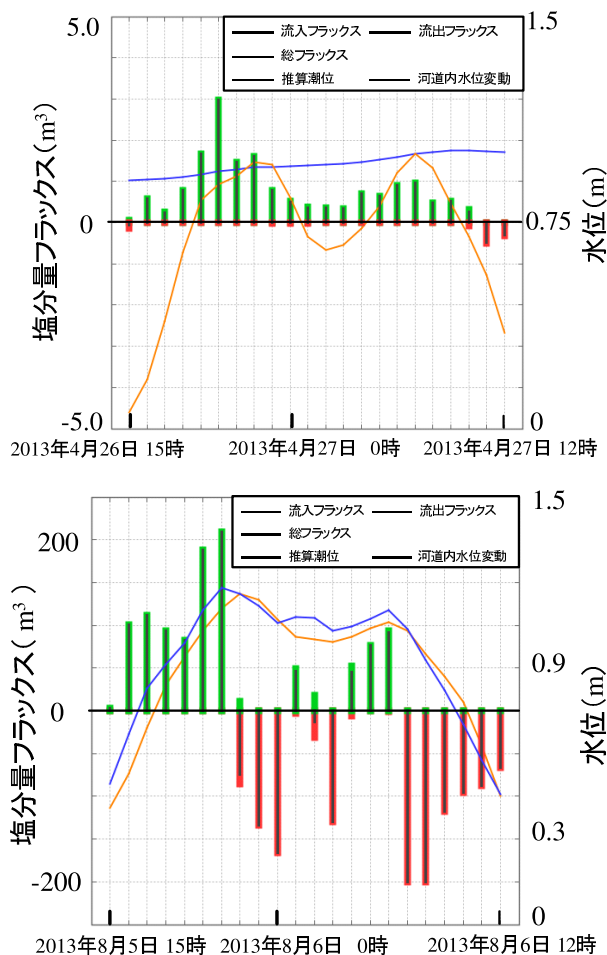 5.0
1.5
流入フラックス
流出フラックス
総フラックス
推算潮位
河道内水位変動
塩分量フラックス(m³)
0
0.75
水位(m)
-5.0
0
2013年4月26日 15時
2013年4月27日 0時
2013年4月27日 12時
1.5
流入フラックス
流出フラックス
総フラックス
推算潮位
河道内水位変動
200
塩分量フラックス( m³ )
0.9
0
水位(m)
0.3
-200
0
2013年8月5日 15時
2013年8月6日 0時
2013年8月6日 12時